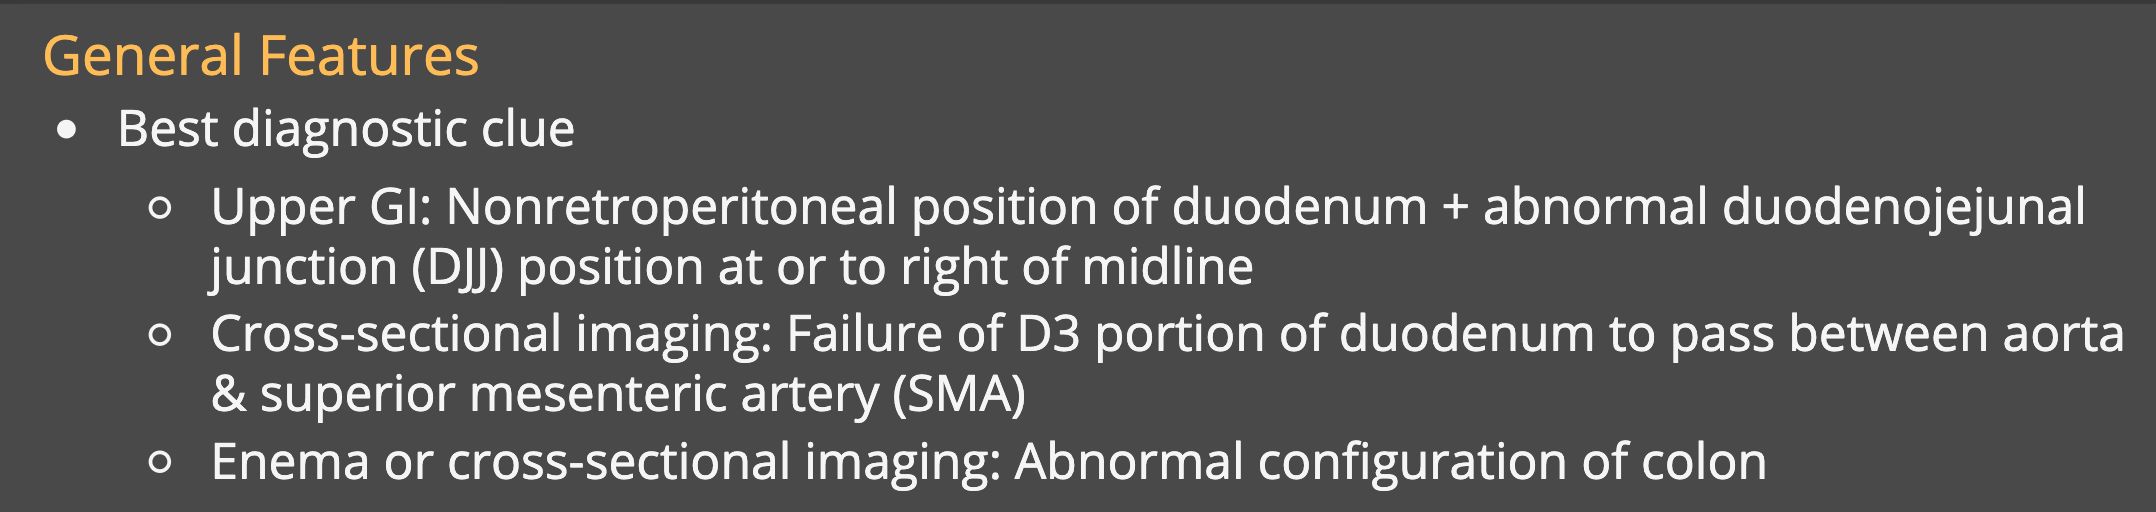 General Features
• Best diagnostic clue
○ Upper GI: Nonretroperitoneal position of duodenum + abnormal duodenojejunal
junction (DJJ) position at or to right of midline
○ Cross-sectional imaging: Failure of D3 portion of duodenum to pass between aorta
& superior mesenteric artery (SMA)
○ Enema or cross-sectional imaging: Abnormal configuration of colon